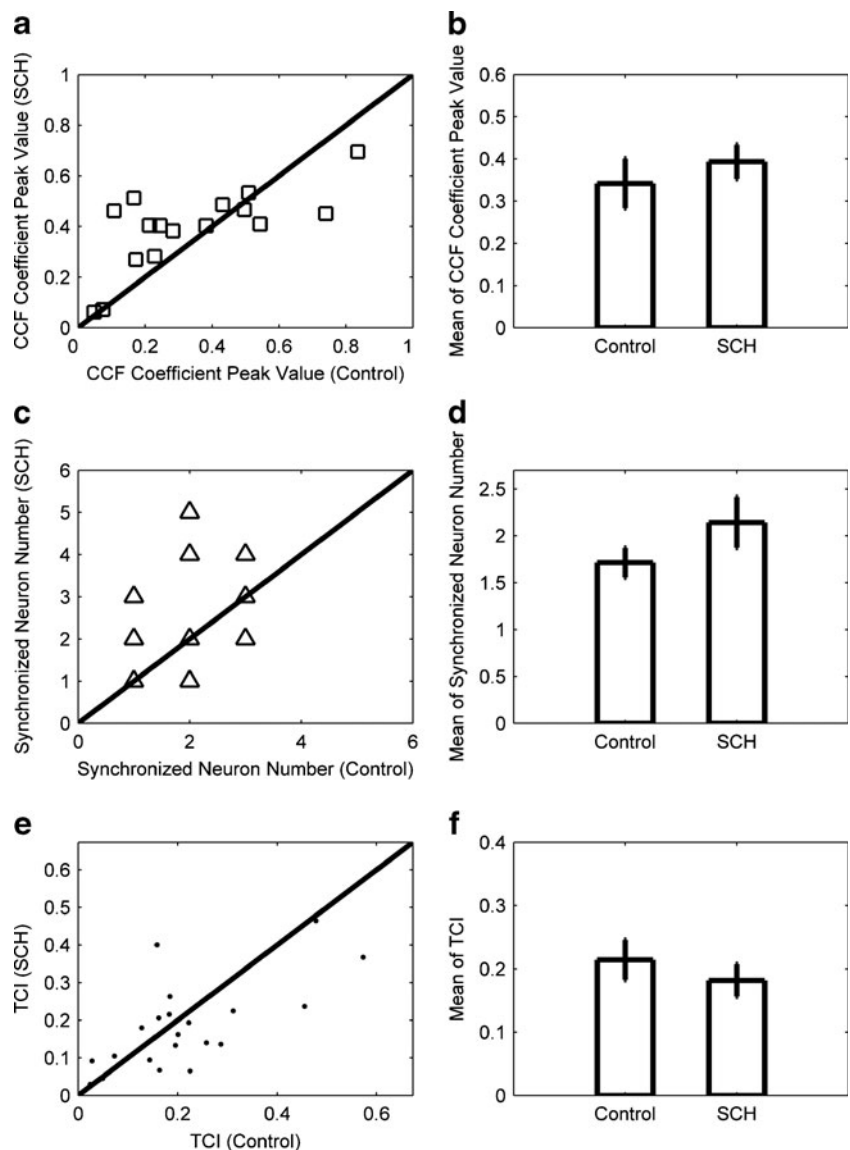 a
CCF Coefficient Peak Value (SCH)
1
0.8
0.6
0.4
0.2
0
0 0.2 0.4 0.6 0.8 1
CCF Coefficient Peak Value (Control)
b
Mean of CCF Coefficient Peak Value
0.6
0.5
0.4
0.3
0.2
0.1
0
Control SCH
c
Synchronized Neuron Number (SCH)
6
5
4
3
2
1
0
0 2 4 6
Synchronized Neuron Number (Control)
d
Mean of Synchronized Neuron Number
2.5
2
1.5
1
0.5
0
Control SCH
e
TCI (SCH)
0.6
0.5
0.4
0.3
0.2
0.1
0
0 0.2 0.4 0.6
TCI (Control)
f
Mean of TCI
0.4
0.3
0.2
0.1
0
Control SCH